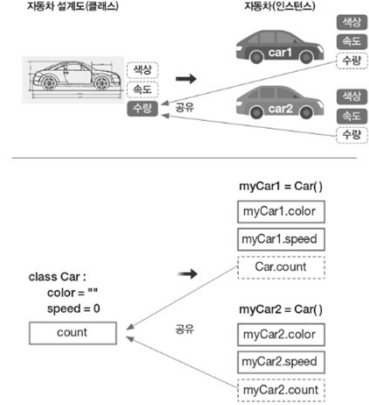 자동차 설계도(클래스)
자동차(인스턴스)
색상
속도
수량
공유
car1
색상
속도
수량
car2
색상
속도
수량
class Car :
color = ""
speed = 0
count
공유
myCar1 = Car( )
myCar1.color
myCar1.speed
Car.count
myCar2 = Car( )
myCar2.color
myCar2.speed
myCar2.count